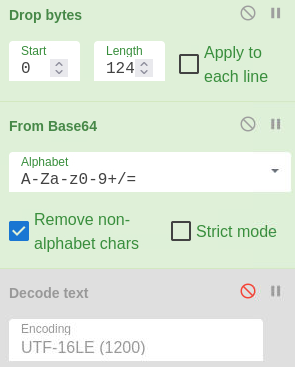 Drop bytes
Start
0
Length
124
Apply to
each line
From Base64
Alphabet
A-Za-z0-9+/=
Remove non-
alphabet chars
Strict mode
Decode text
Encoding
UTF-16LE (1200)